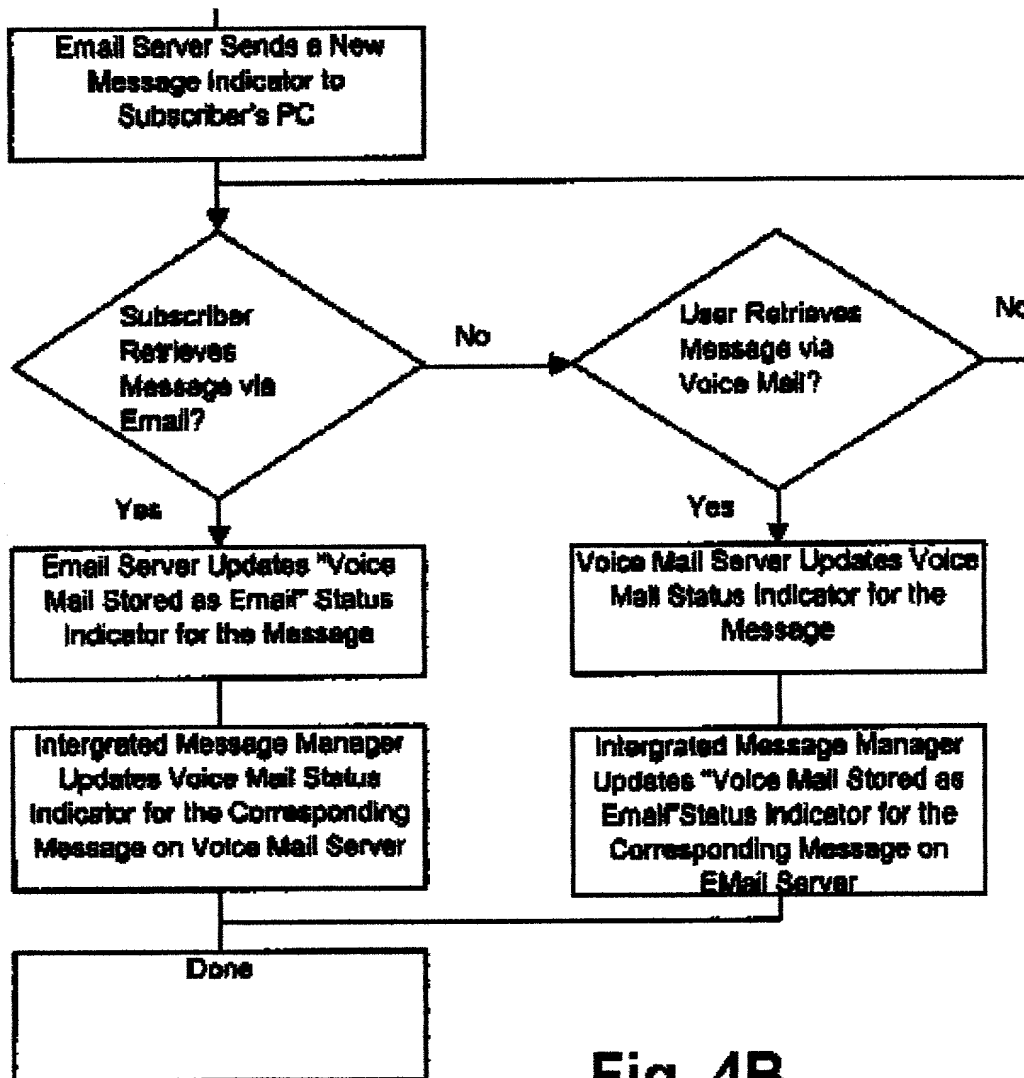 Email Server Sends a New
Message Indicator to
Subscriber's PC
Subscriber
Retrieves
Message via
Email?
No
User Retrieves
Message via
Voice Mail?
No
Yes
Yes
Email Server Updates "Voice
Mail Stored as Email" Status
Indicator for the Message
Voice Mail Server Updates Voice
Mail Status Indicator for the
Message
Intergrated Message Manager
Updates Voice Mail Status
Indicator for the Corresponding
Message on Voice Mail Server
Intergrated Message Manager
Updates "Voice Mail Stored as
Email"Status Indicator for the
Corresponding Message on
EMail Server
Done
Fig. 4B